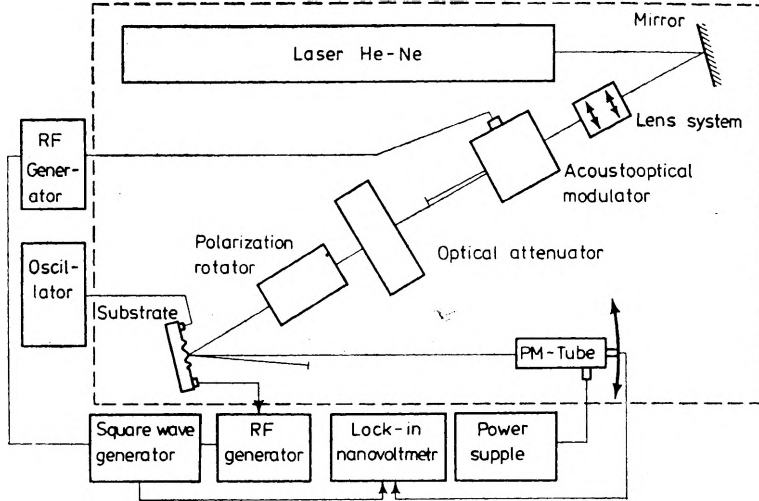 Laser He-Ne
Mirror
Lens system
RF
Gener-
ator
Acoustooptical
modulator
Polarization
rotator
Optical attenuator
Oscil-
lator
Substrate
PM-Tube
Square wave
generator
RF
generator
Lock-in
nanovoltmetr
Power
supple